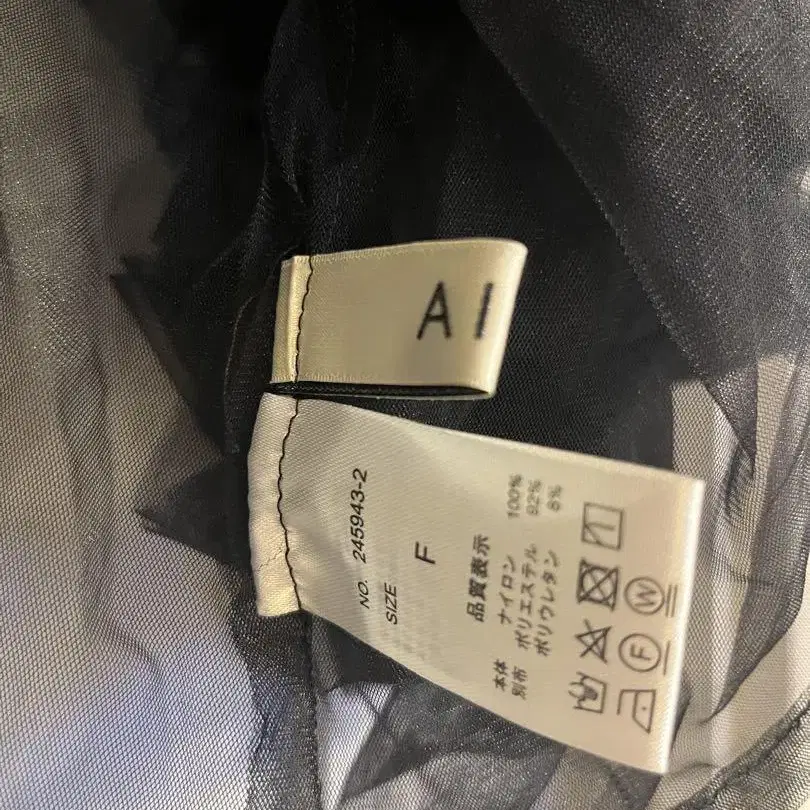 AI
NO. 245943-2
SIZE
F
品質表示
本体 ナイロン 100%
別布 ポリエステル 92%
ポリウレタン 8%
F
W